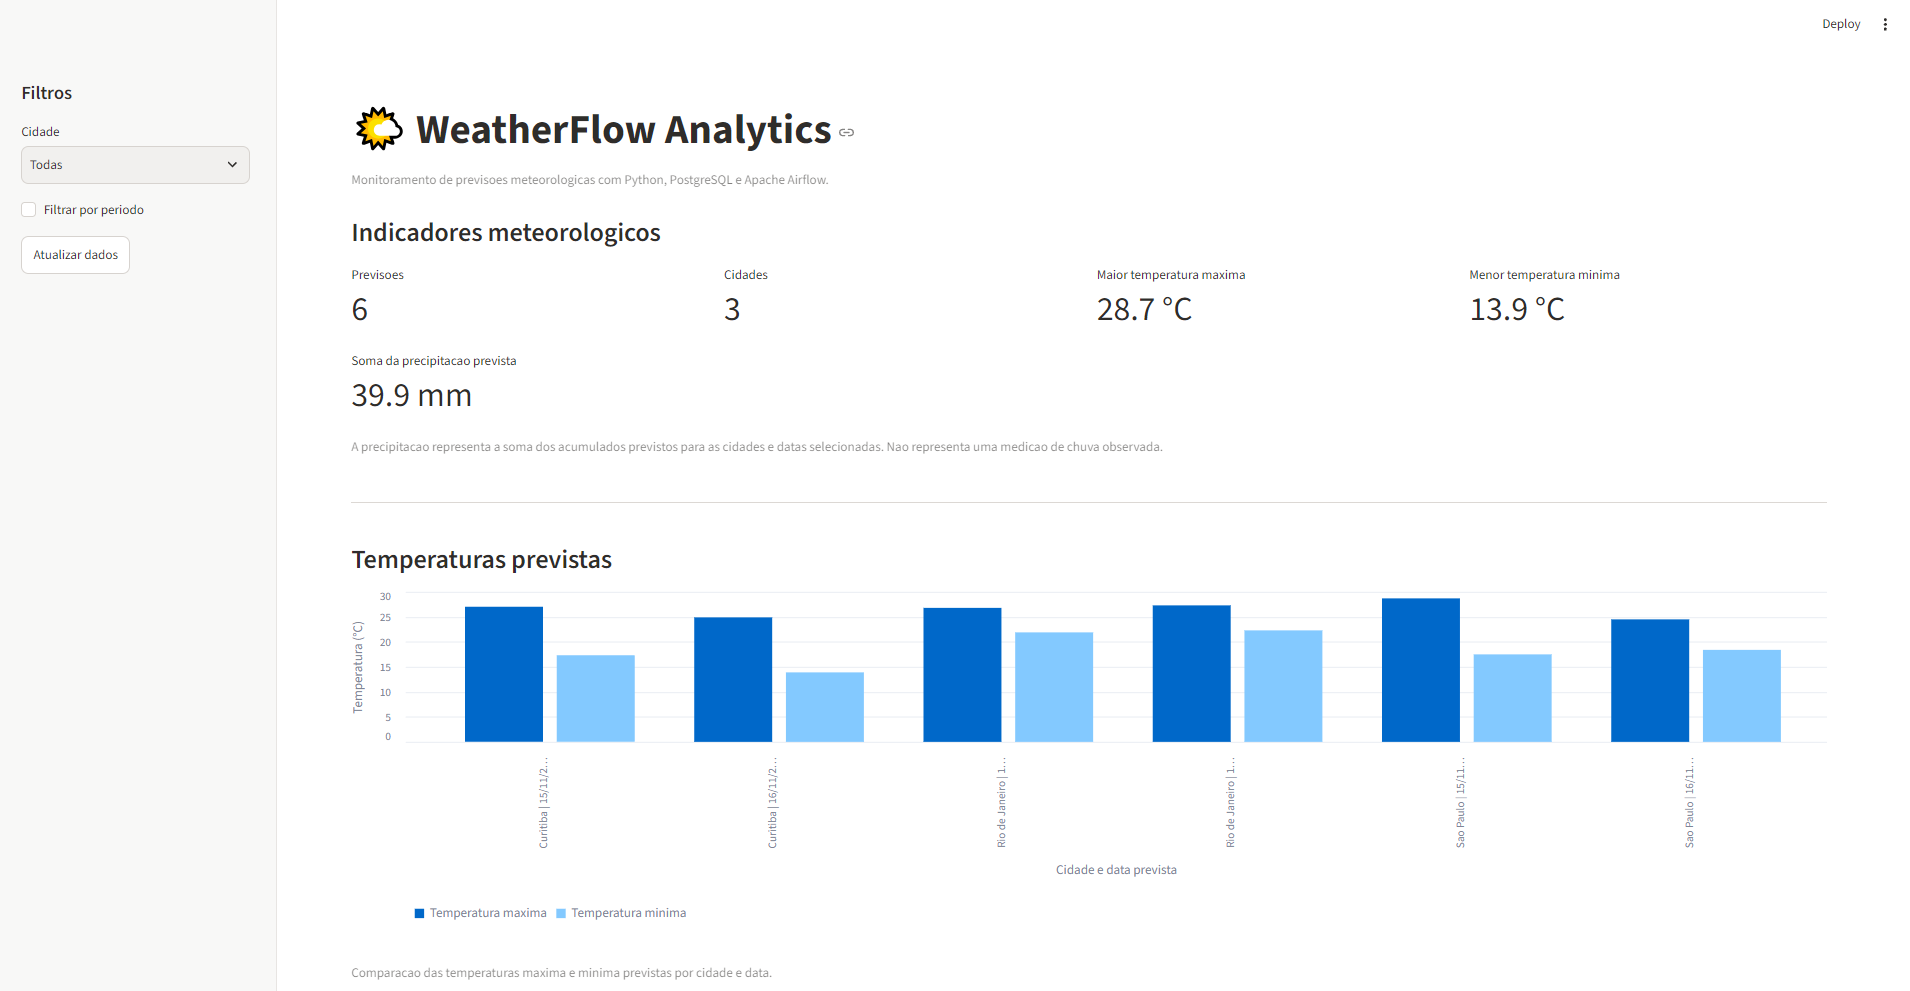 Deploy
Filtros
Cidade
Todas
Filtrar por periodo
Atualizar dados
WeatherFlow Analytics
Monitoramento de previsoes meteorologicas com Python, PostgreSQL e Apache Airflow.
Indicadores meteorologicos
Previsoes
6
Cidades
3
Maior temperatura maxima
28.7 °C
Menor temperatura minima
13.9 °C
Soma da precipitacao prevista
39.9 mm
A precipitacao representa a soma dos acumulados previstos para as cidades e datas selecionadas. Nao representa uma medicao de chuva observada.
Temperaturas previstas
Temperatura (°C)
30
25
20
15
10
5
0
Curitiba | 15/11/2…
Curitiba | 16/11/2…
Rio de Janeiro | 1…
Rio de Janeiro | 1…
Sao Paulo | 15/11…
Sao Paulo | 16/11…
Cidade e data prevista
Temperatura maxima
Temperatura minima
Comparacao das temperaturas maxima e minima previstas por cidade e data.